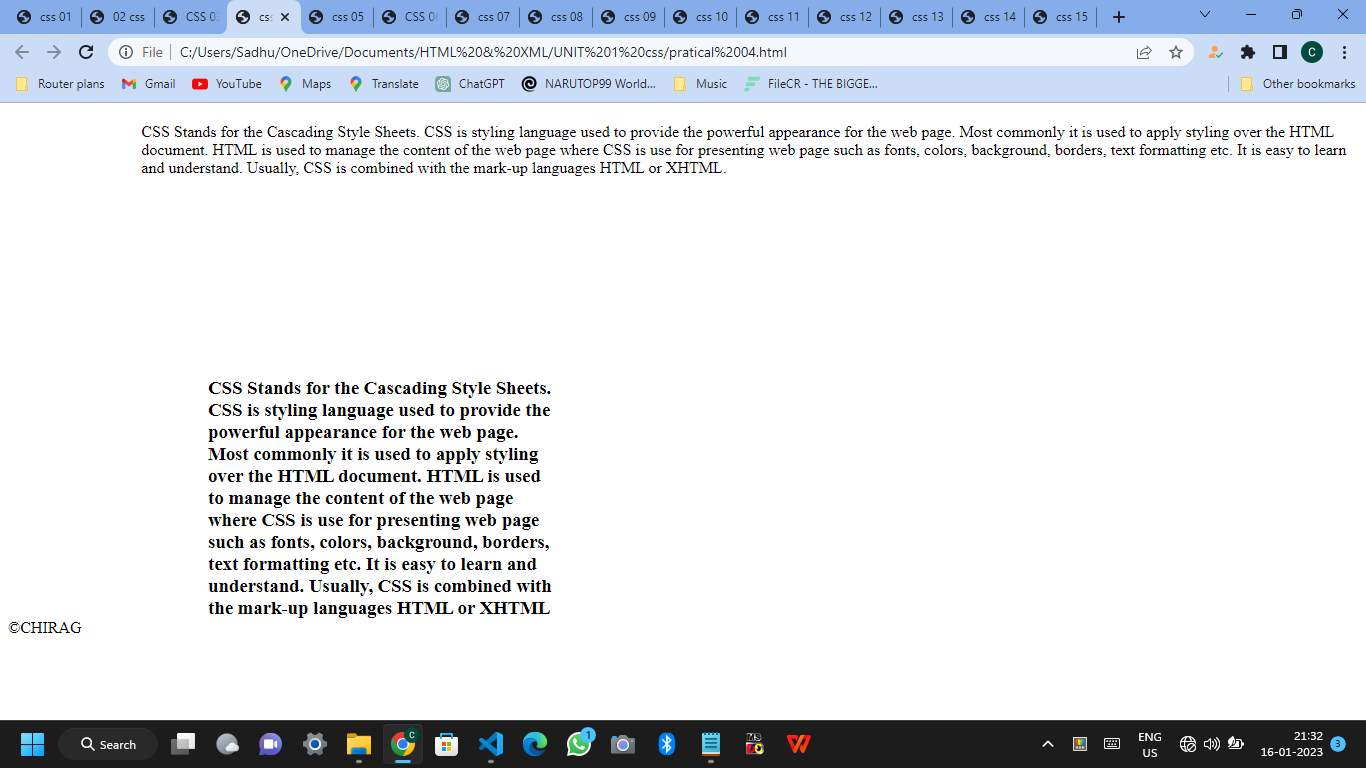 css 01
02 css
CSS 03
css
css 05
CSS 06
css 07
css 08
css 09
css 10
css 11
css 12
css 13
css 14
css 15
File
C:/Users/Sadhu/OneDrive/Documents/HTML%20&%20XML/UNIT%201%20css/pratical%2004.html
C
Router plans
Gmail
YouTube
Maps
Translate
ChatGPT
NARUTOP99 World...
Music
FileCR - THE BIGGE...
Other bookmarks
CSS Stands for the Cascading Style Sheets. CSS is styling language used to provide the powerful appearance for the web page. Most commonly it is used to apply styling over the HTML
document. HTML is used to manage the content of the web page where CSS is use for presenting web page such as fonts, colors, background, borders, text formatting etc. It is easy to learn
and understand. Usually, CSS is combined with the mark-up languages HTML or XHTML.
CSS Stands for the Cascading Style Sheets.
CSS is styling language used to provide the
powerful appearance for the web page.
Most commonly it is used to apply styling
over the HTML document. HTML is used
to manage the content of the web page
where CSS is use for presenting web page
such as fonts, colors, background, borders,
text formatting etc. It is easy to learn and
understand. Usually, CSS is combined with
the mark-up languages HTML or XHTML
©CHIRAG
Search
C
1
ENG
US
21:32
16-01-2023
3